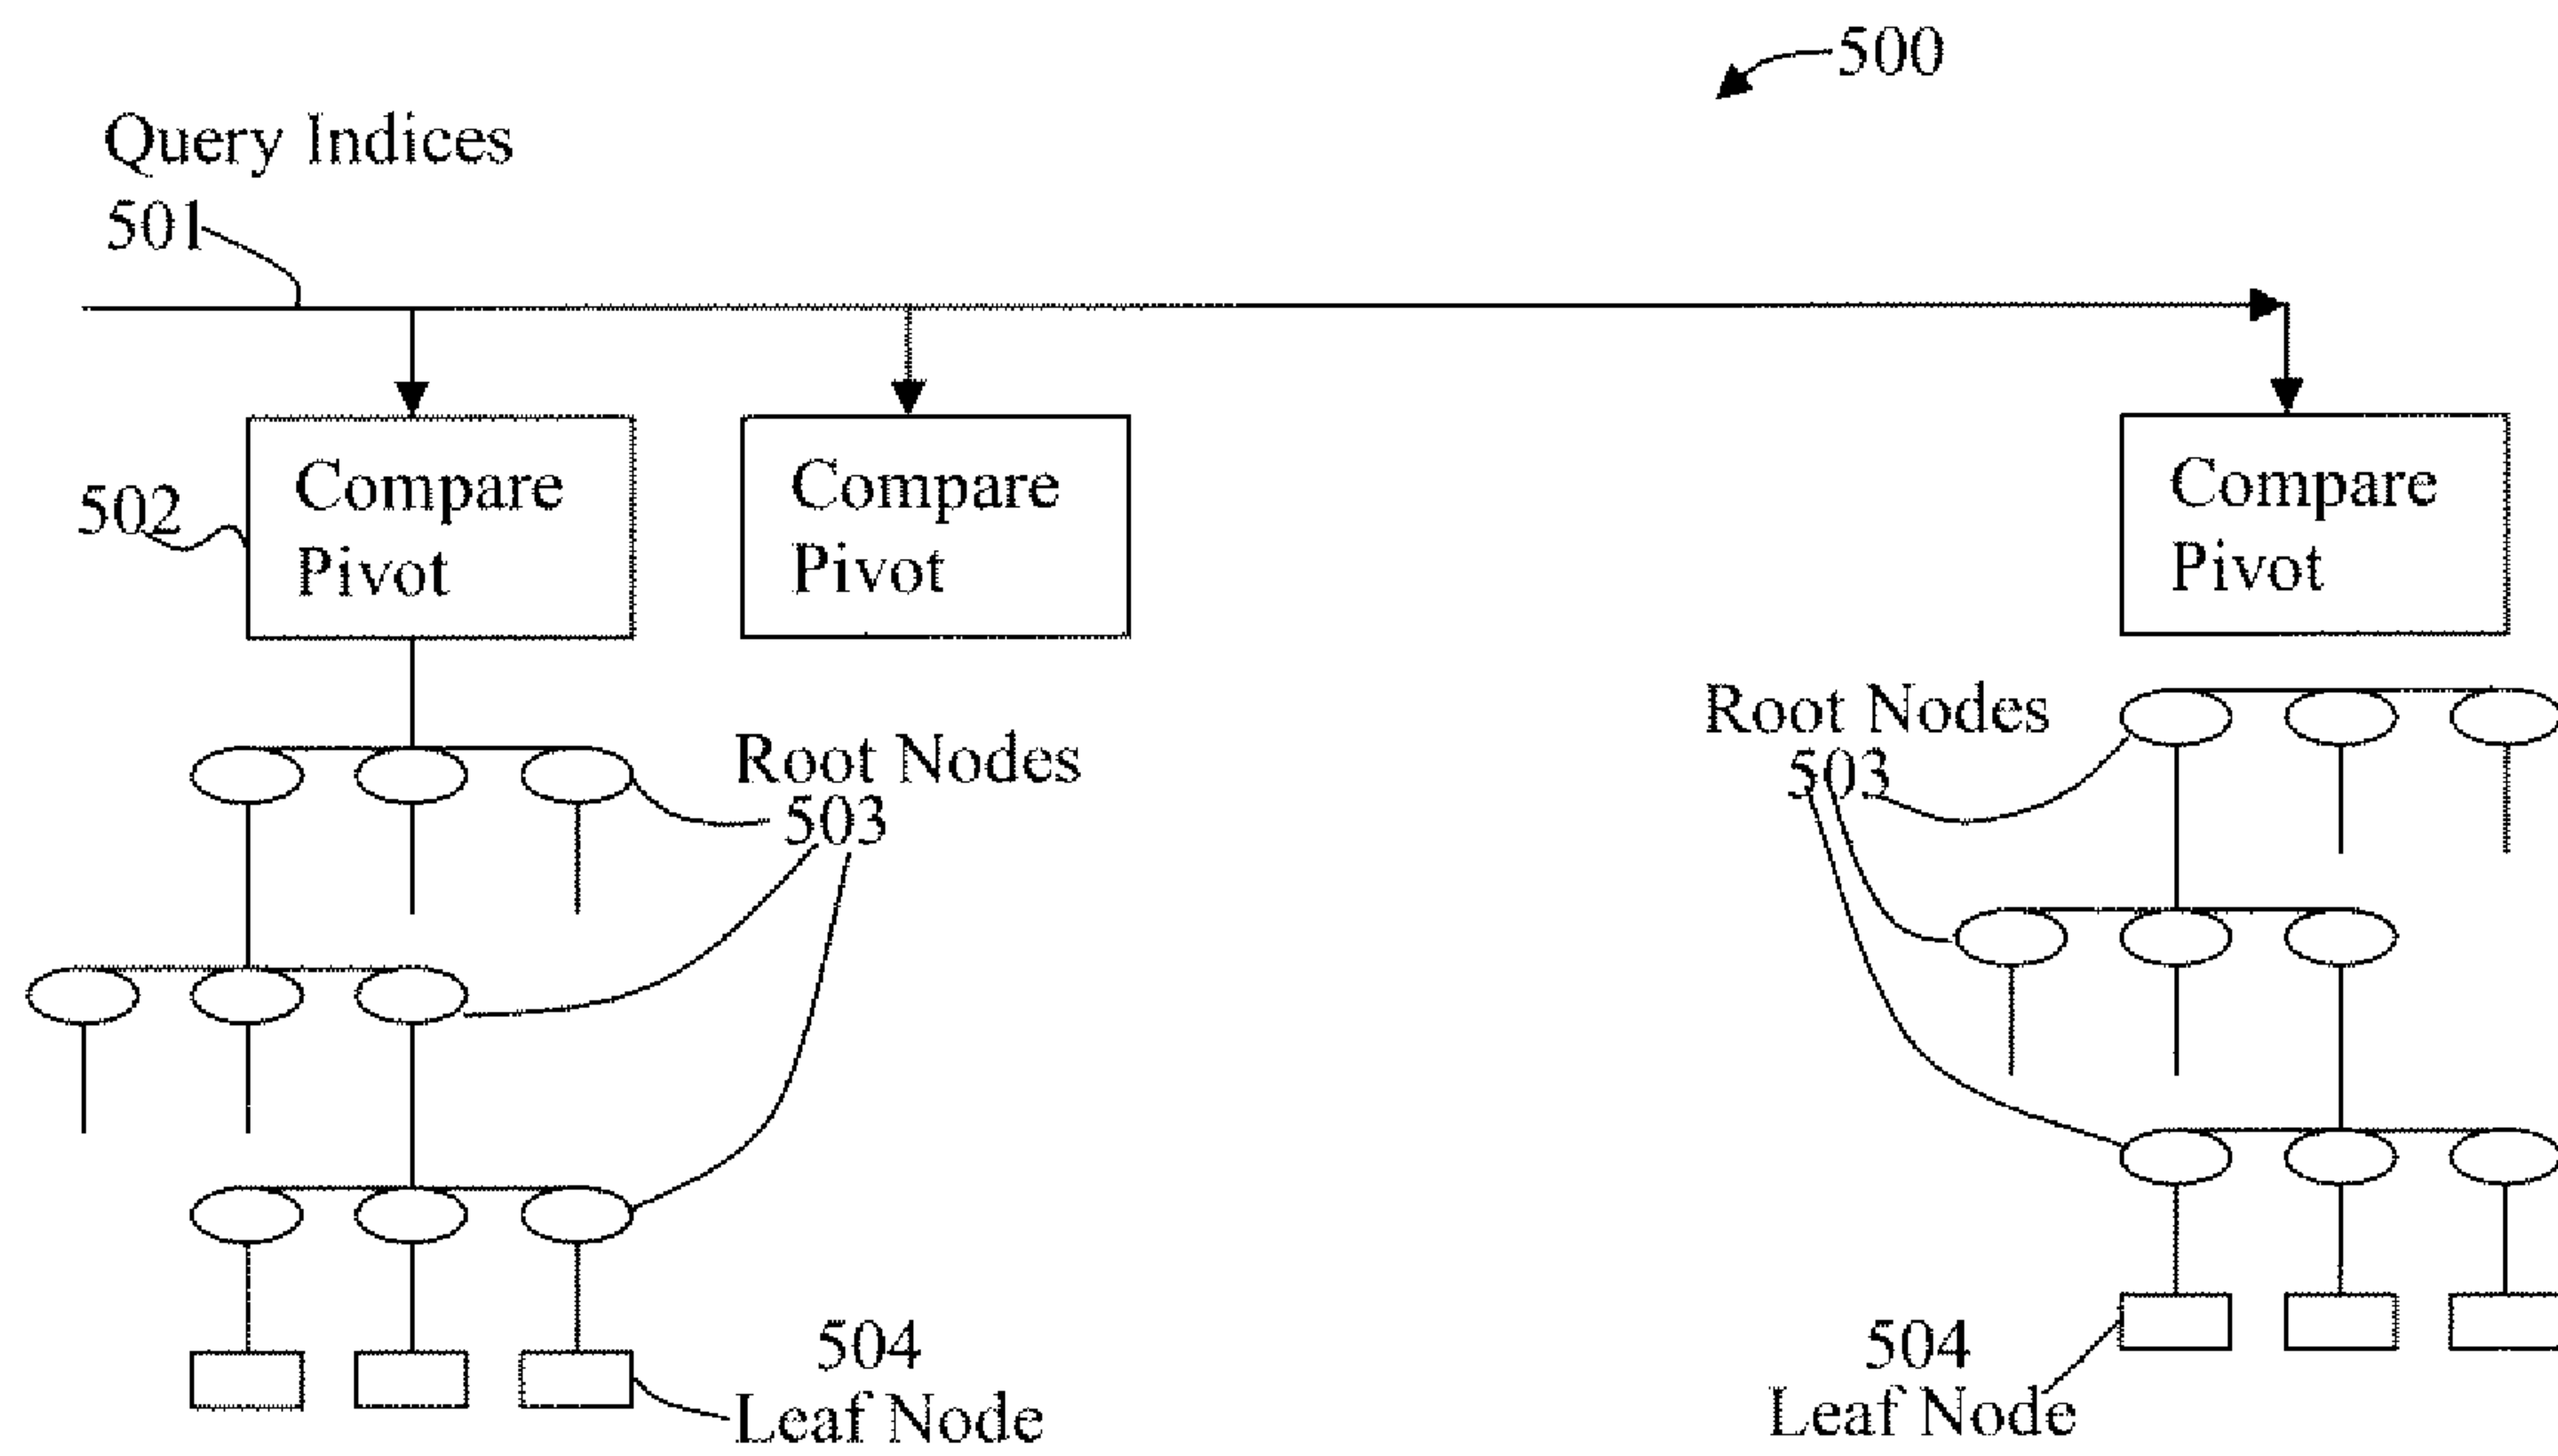 500
Query Indices
501
502
Compare
Pivot
Compare
Pivot
Compare
Pivot
Root Nodes
503
Root Nodes
503
504
Leaf Node
504
Leaf Node